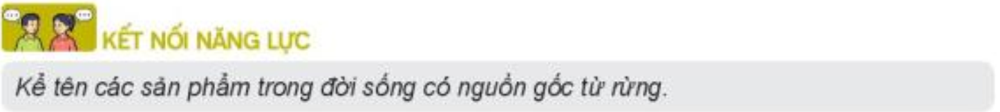 KẾT NỐI NĂNG LỰC
Kể tên các sản phẩm trong đời sống có nguồn gốc từ rừng.